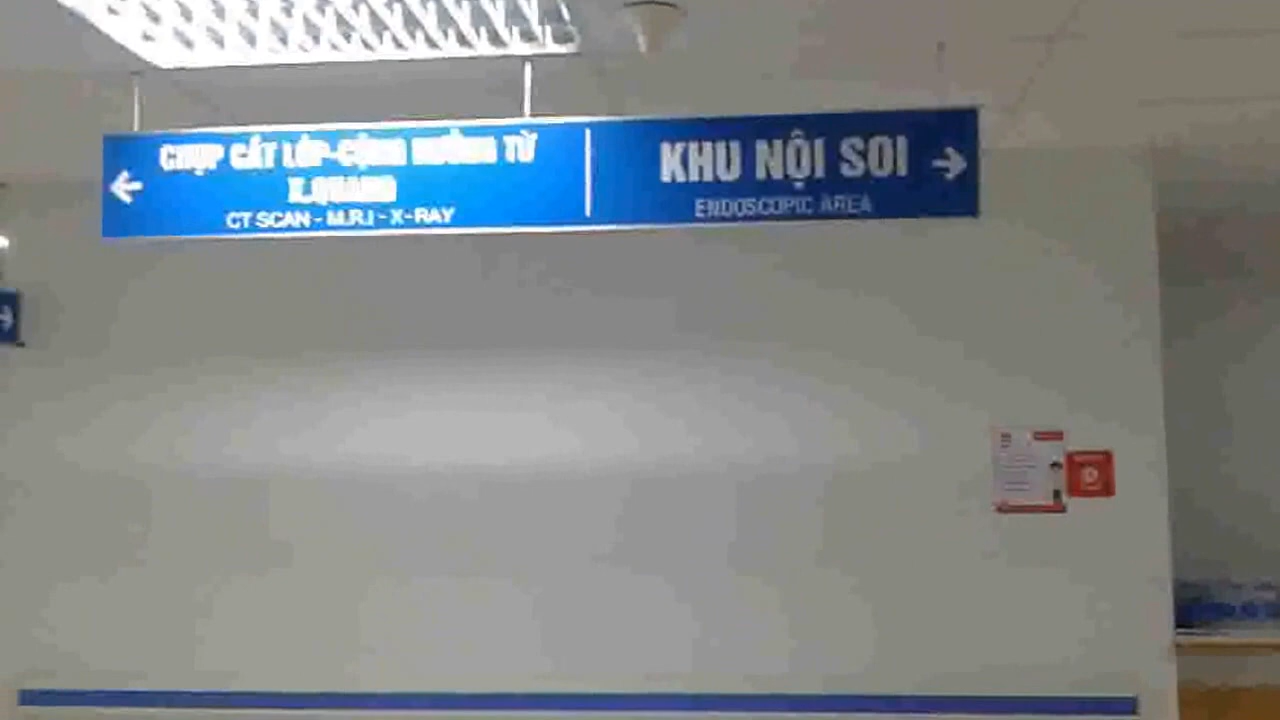 CHỤP CẮT LỚP-CỘNG HƯỞNG TỪ
X.QUANG
CT SCAN - M.R.I - X-RAY
KHU NỘI SOI
ENDOSCOPIC AREA